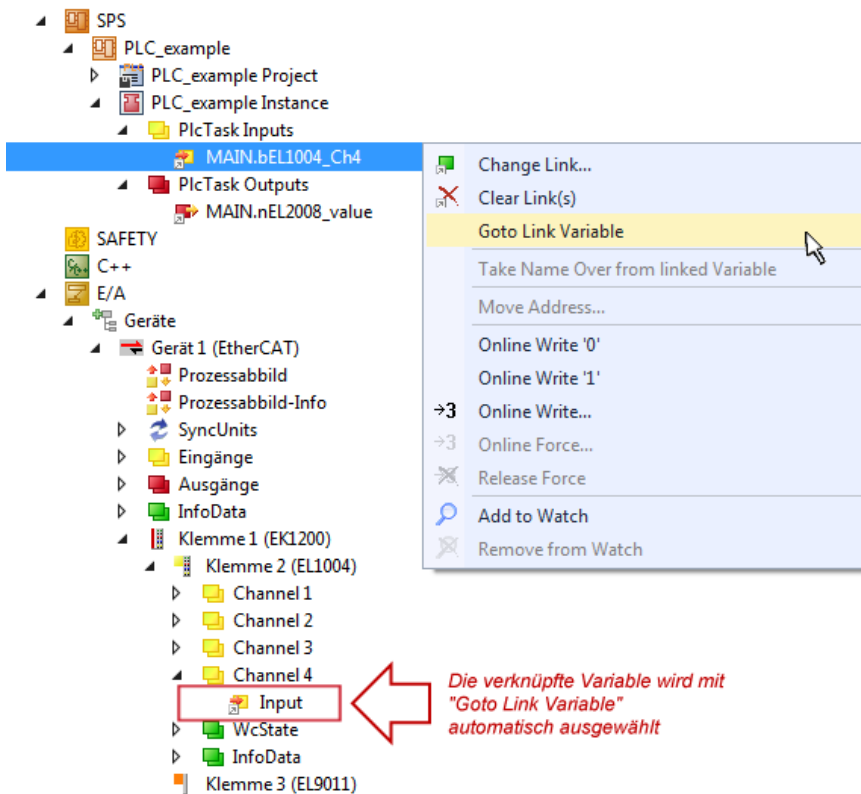 SPS
PLC_example
PLC_example Project
PLC_example Instance
PlcTask Inputs
MAIN.bEL1004_Ch4
PlcTask Outputs
MAIN.nEL2008_value
SAFETY
C++
E/A
Geräte
Gerät 1 (EtherCAT)
Prozessabbild
Prozessabbild-Info
SyncUnits
Eingänge
Ausgänge
InfoData
Klemme 1 (EK1200)
Klemme 2 (EL1004)
Channel 1
Channel 2
Channel 3
Channel 4
Input
WcState
InfoData
Klemme 3 (EL9011)
Change Link...
Clear Link(s)
Goto Link Variable
Take Name Over from linked Variable
Move Address...
Online Write '0'
Online Write '1'
→3 Online Write...
→3 Online Force...
Release Force
Add to Watch
Remove from Watch
Die verknüpfte Variable wird mit
"Goto Link Variable"
automatisch ausgewählt